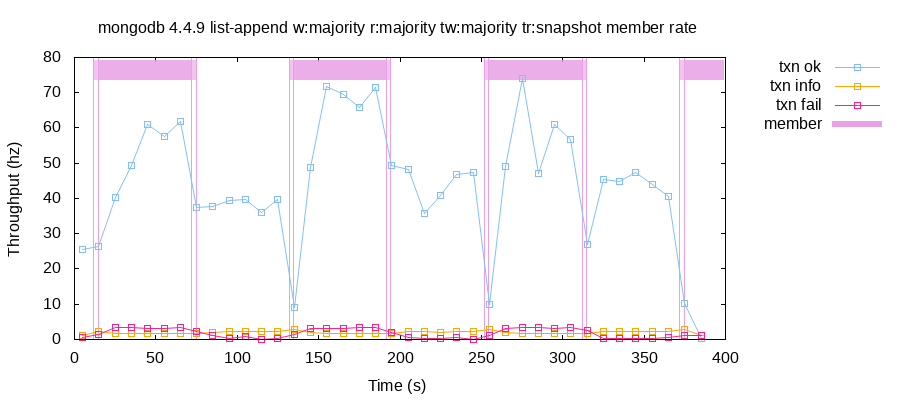 mongodb 4.4.9 list-append w:majority r:majority tw:majority tr:snapshot member rate
txn ok
txn info
txn fail
member
Throughput (hz)
80
70
60
50
40
30
20
10
0
0 50 100 150 200 250 300 350 400
Time (s)